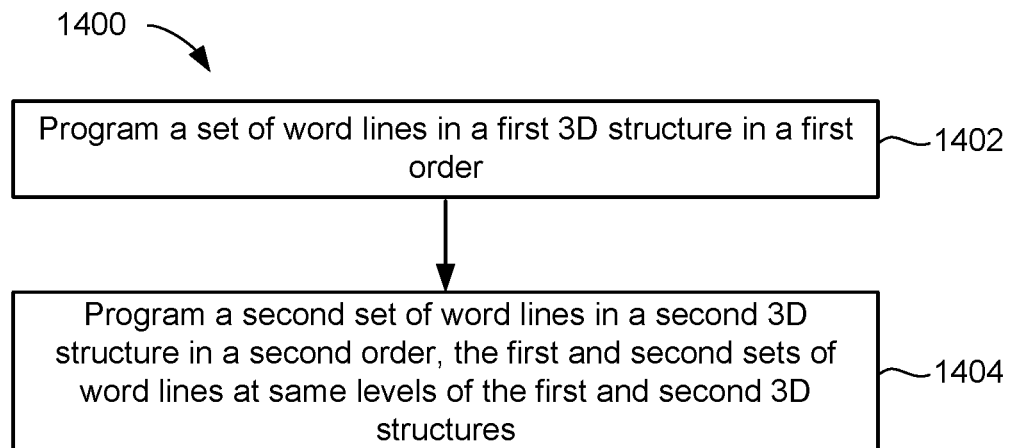 1400
Program a set of word lines in a first 3D structure in a first
order
1402
Program a second set of word lines in a second 3D
structure in a second order, the first and second sets of
word lines at same levels of the first and second 3D
structures
1404